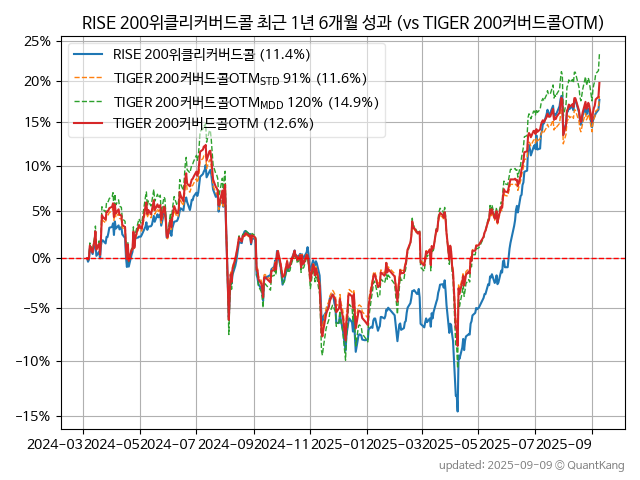 RISE 200위클리커버드콜 최근 1년 6개월 성과 (vs TIGER 200커버드콜OTM)
RISE 200위클리커버드콜 (11.4%)
TIGER 200커버드콜OTM_STD 91% (11.6%)
TIGER 200커버드콜OTM_MDD 120% (14.9%)
TIGER 200커버드콜OTM (12.6%)
25%
20%
15%
10%
5%
0%
−5%
−10%
−15%
2024-03 2024-05 2024-07 2024-09 2024-11 2025-01 2025-03 2025-05 2025-07 2025-09
updated: 2025-09-09 © QuantKang